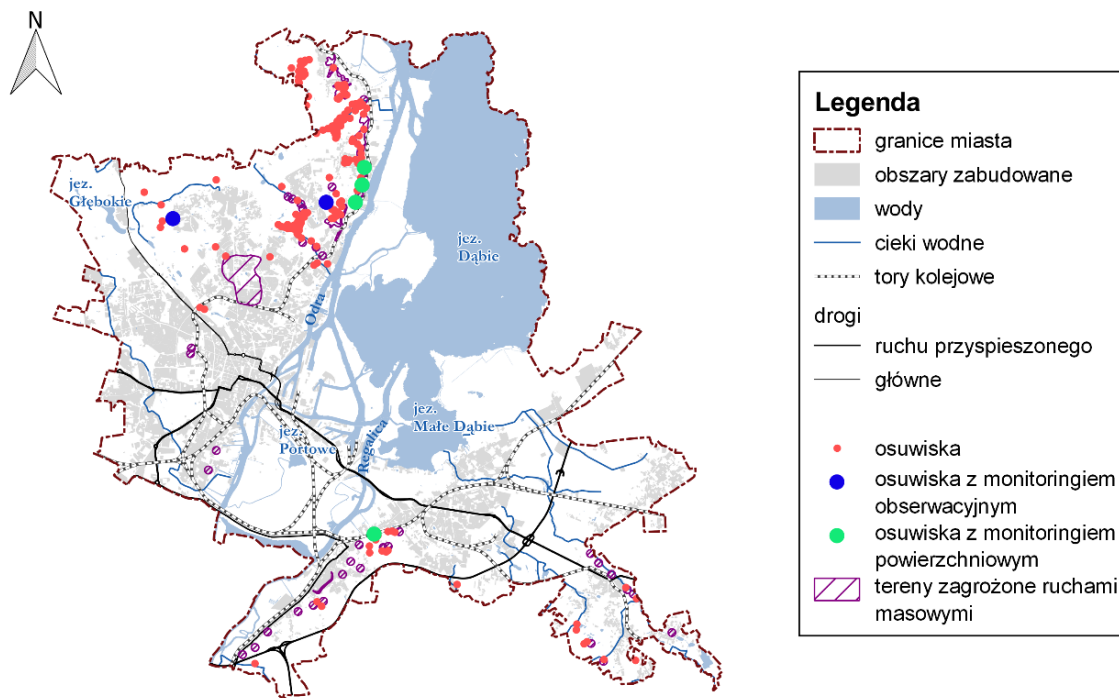 N
jez.
Głębokie
jez.
Dąbie
Odra
jez.
Małe Dąbie
jez.
Portowe
Regalica
Legenda
granice miasta
obszary zabudowane
wody
cieki wodne
tory kolejowe
drogi
ruchu przyspieszonego
główne
osuwiska
osuwiska z monitoringiem
obserwacyjnym
osuwiska z monitoringiem
powierzchniowym
tereny zagrożone ruchami
masowymi